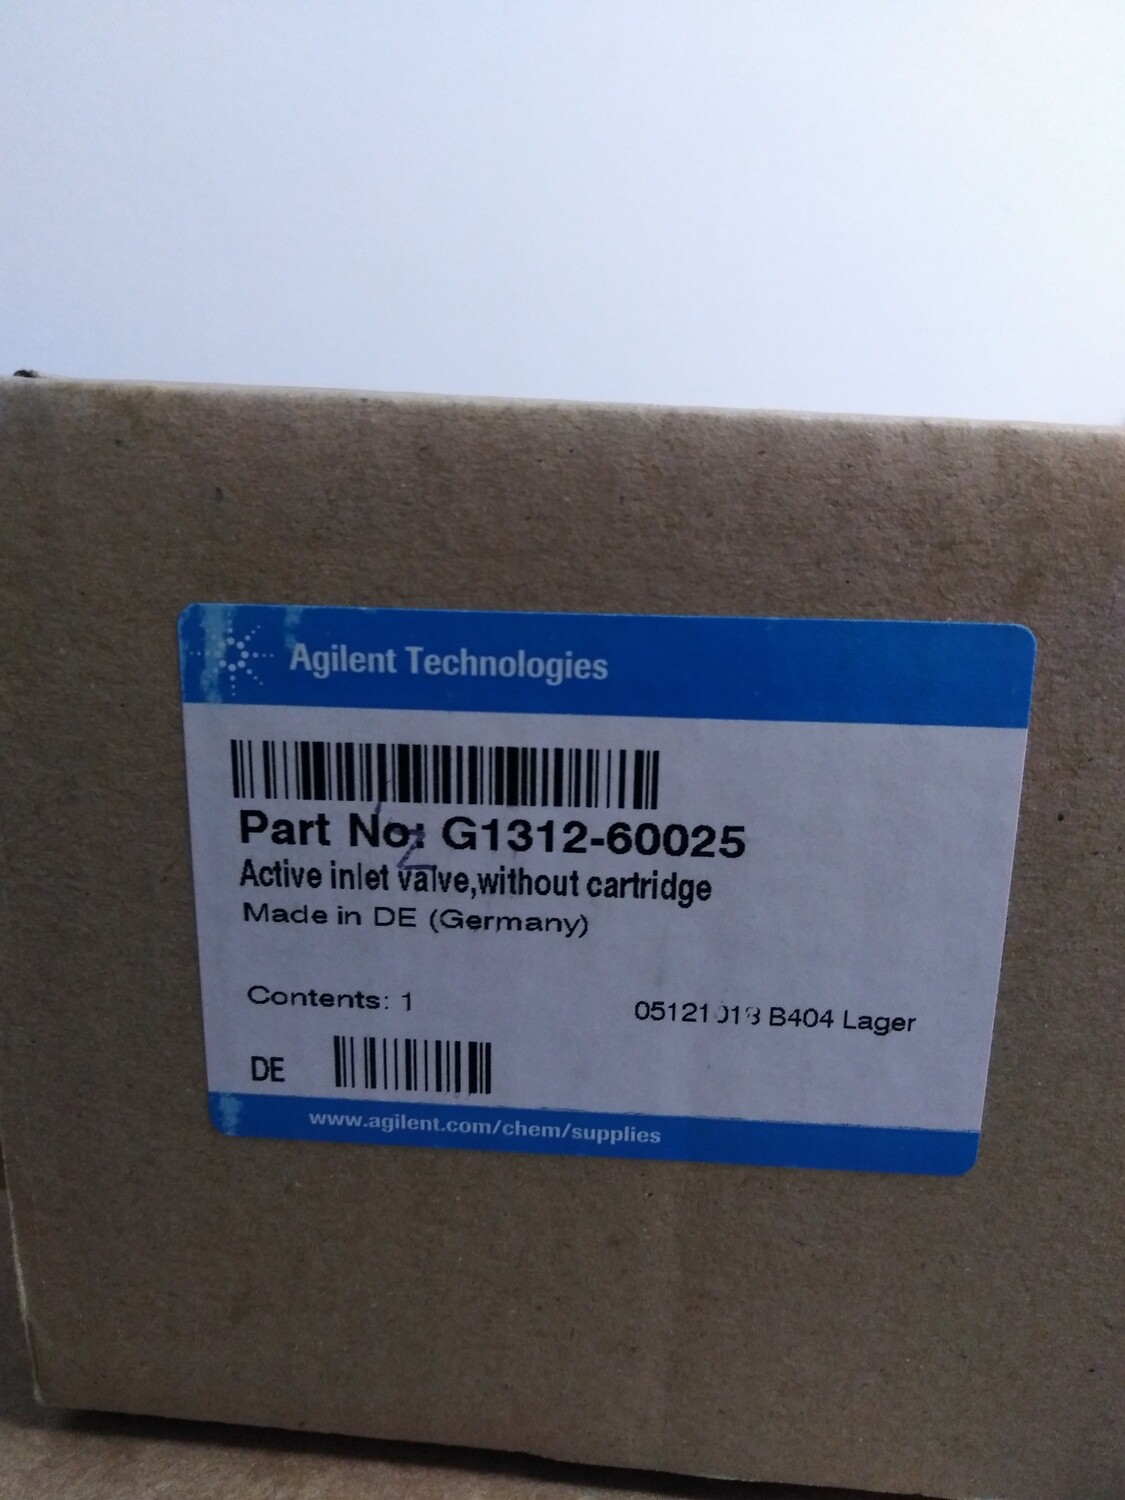 Agilent Technologies
Part No: G1312-60025
Active inlet valve,without cartridge
Made in DE (Germany)
Contents: 1
B404 Lager
DE
www.agilent.com/chem/supplies